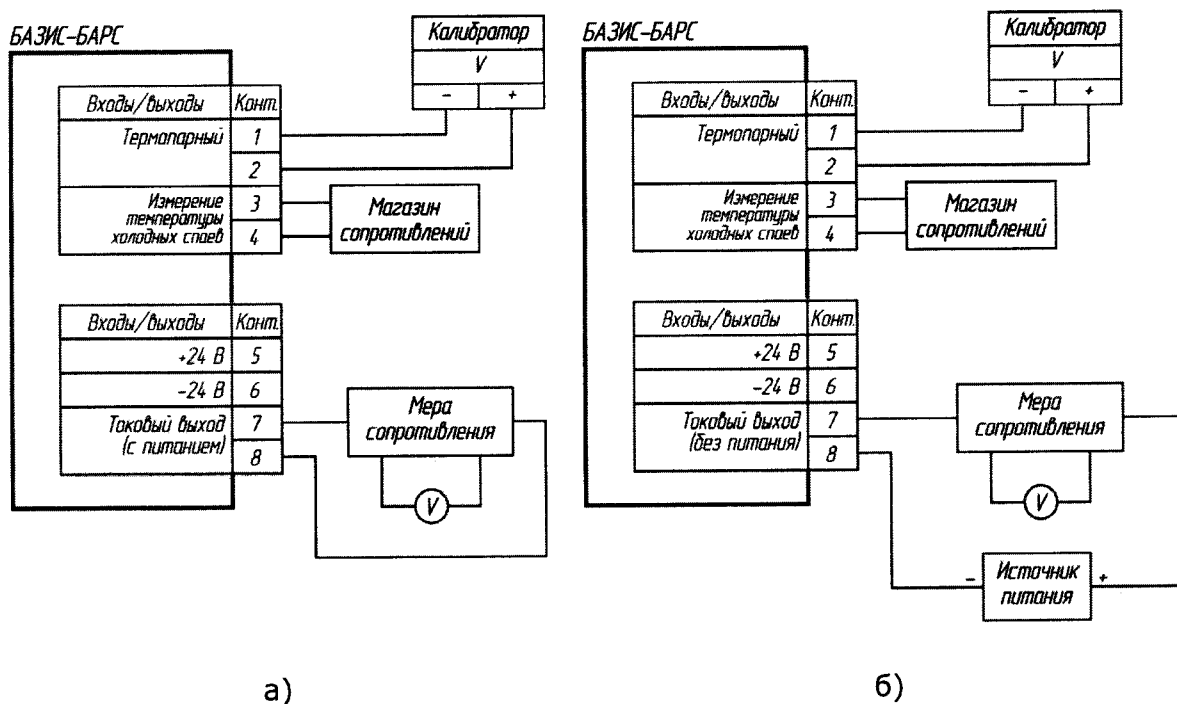 БАЗИС-БАРС
Калибратор
V
- +
Входы/выходы Конт.
Термопарный 1
2
Измерение
температуры
холодных спаев
3
4
Магазин
сопротивлений
Входы/выходы Конт.
+24 В 5
-24 В 6
Токовый выход
(с питанием)
7
8
Мера
сопротивления
V
а)
БАЗИС-БАРС
Калибратор
V
- +
Входы/выходы Конт.
Термопарный 1
2
Измерение
температуры
холодных спаев
3
4
Магазин
сопротивлений
Входы/выходы Конт.
+24 В 5
-24 В 6
Токовый выход
(без питания)
7
8
Мера
сопротивления
V
- Источник +
питания
б)